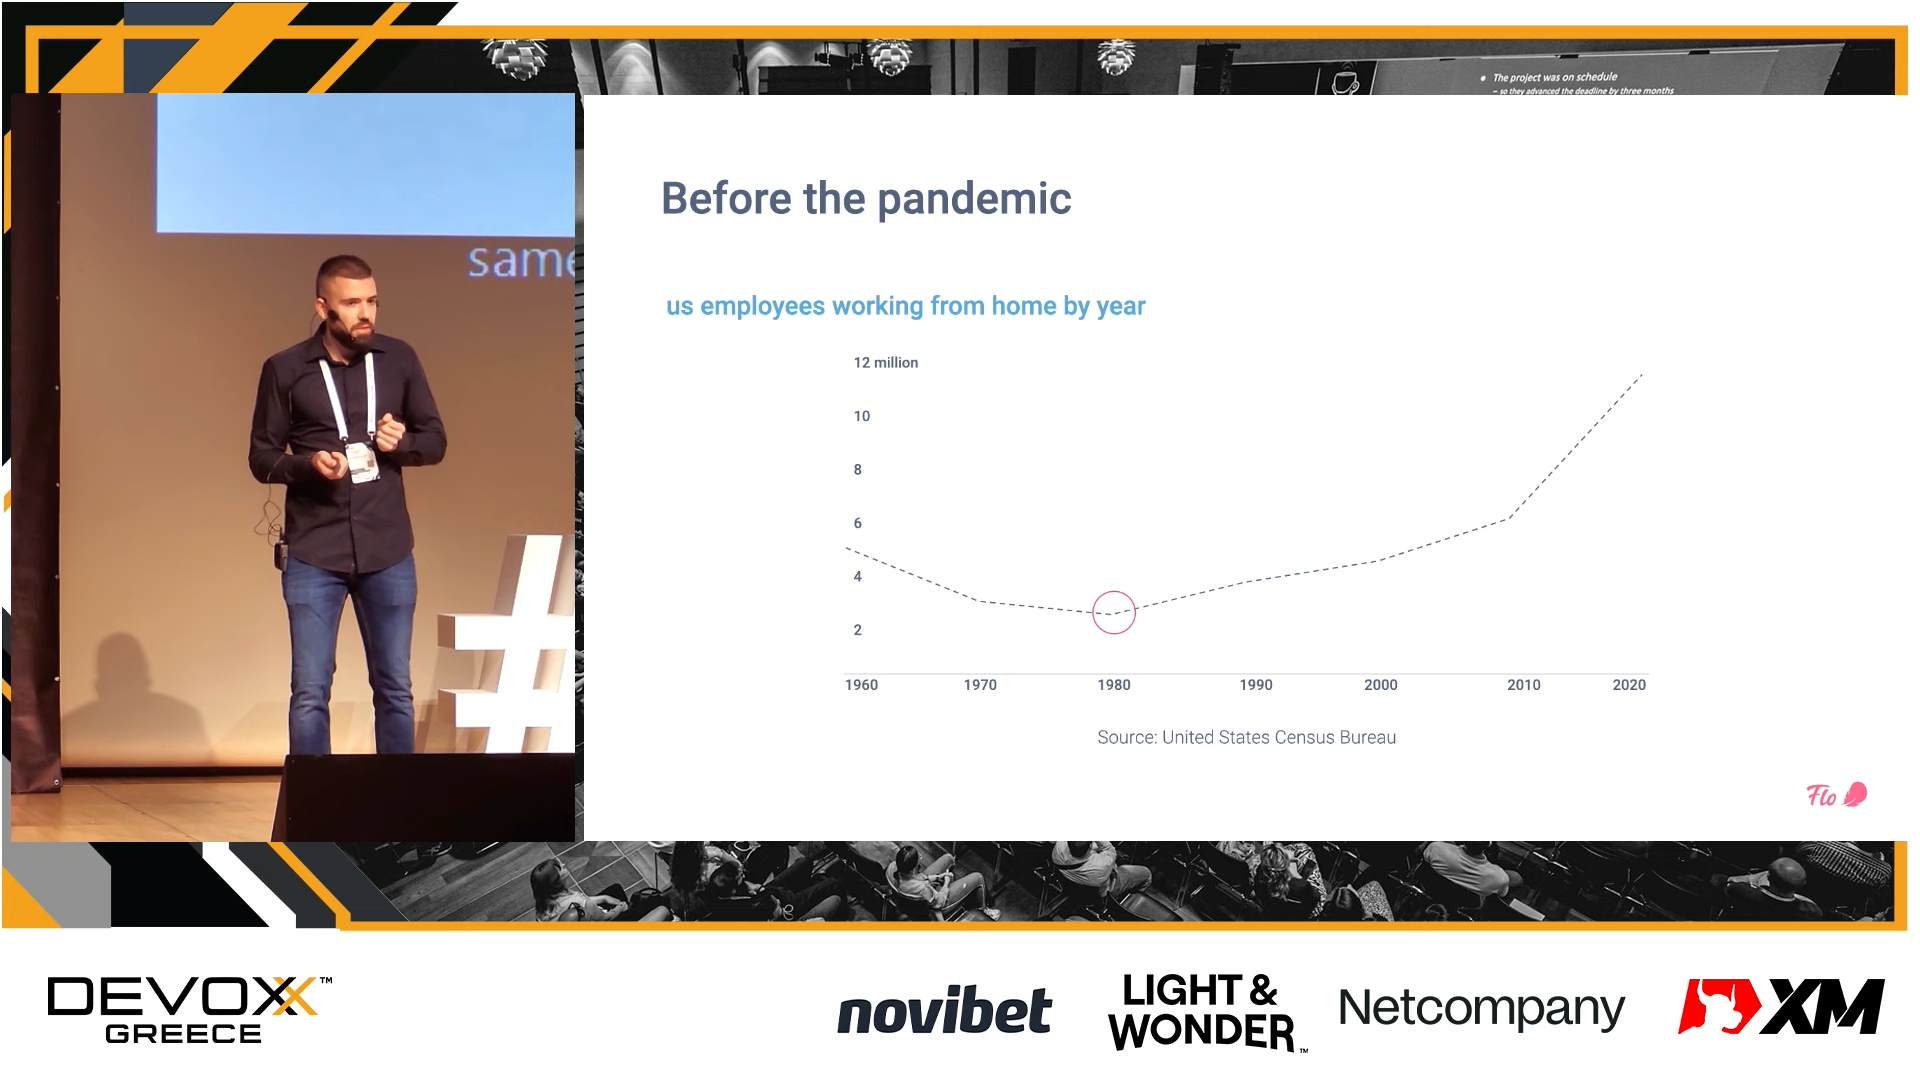 ● The project was on schedule
– so they advanced the deadline by three months
same
Before the pandemic
us employees working from home by year
12 million
10
8
6
4
2
1960 1970 1980 1990 2000 2010 2020
Source: United States Census Bureau
Flo
#
DEVOXX™
GREECE
novibet
LIGHT &
WONDER™
Netcompany
XM